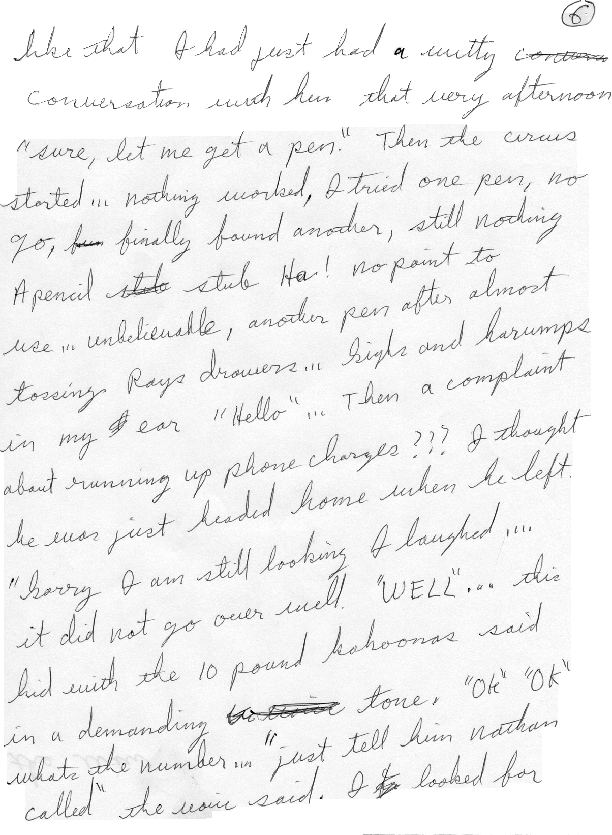 6
like that I had just had a witty
conversation with him that very afternoon
"sure, let me get a pen." Then the circus
started... nothing worked, I tried one pen, no
go, finally found another, still nothing
A pencil stub Ha! no point to
use... unbelievable, another pen after almost
tossing Rays drawers... Sighs and harumps
in my ear "Hello"... Then a complaint
about running up phone charges??? I thought
he was just headed home when he left.
"Sorry I am still looking I laughed....
it did not go over well. "WELL"... this
kid with the 10 pound kahoonas said
in a demanding tone. "OK" "OK"
whats the number..." "just tell him nathan
called" the voice said. I looked for